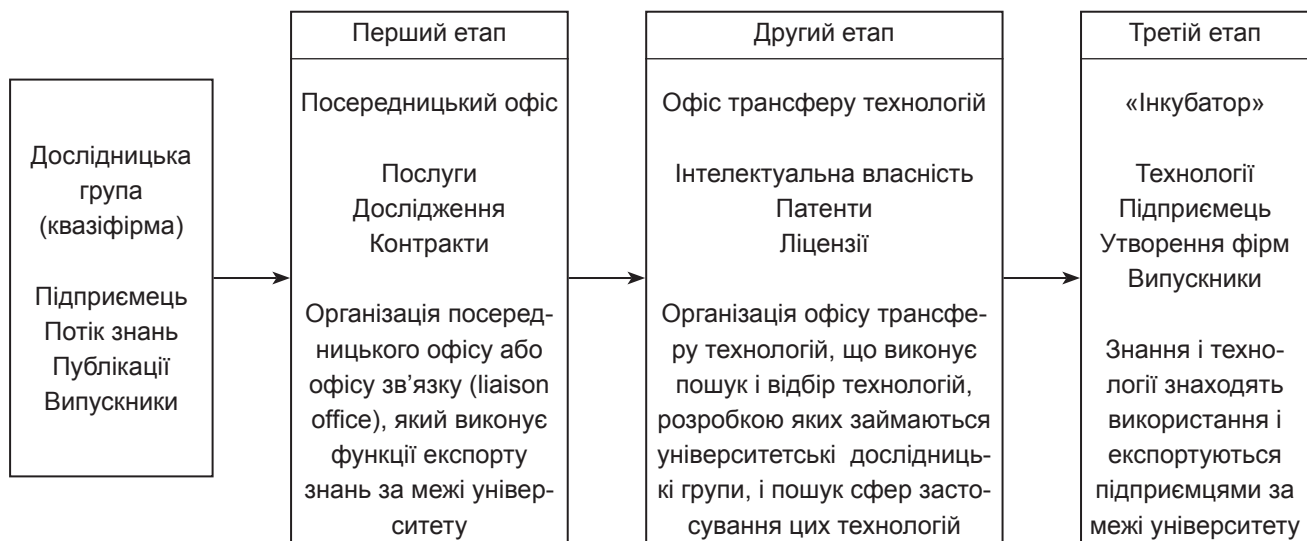 Дослідницька
група
(квазіфірма)
Підприємець
Потік знань
Публікації
Випускники
Перший етап
Посередницький офіс
Послуги
Дослідження
Контракти
Організація посеред-
ницького офісу або
офісу зв’язку (liaison
office), який виконує
функції експорту
знань за межі універ-
ситету
Другий етап
Офіс трансферу технологій
Інтелектуальна власність
Патенти
Ліцензії
Організація офісу трансфе-
ру технологій, що виконує
пошук і відбір технологій,
розробкою яких займаються
університетські дослідниць-
кі групи, і пошук сфер засто-
сування цих технологій
Третій етап
«Інкубатор»
Технології
Підприємець
Утворення фірм
Випускники
Знання і техно-
логії знаходять
використання і
експортуються
підприємцями за
межі університету